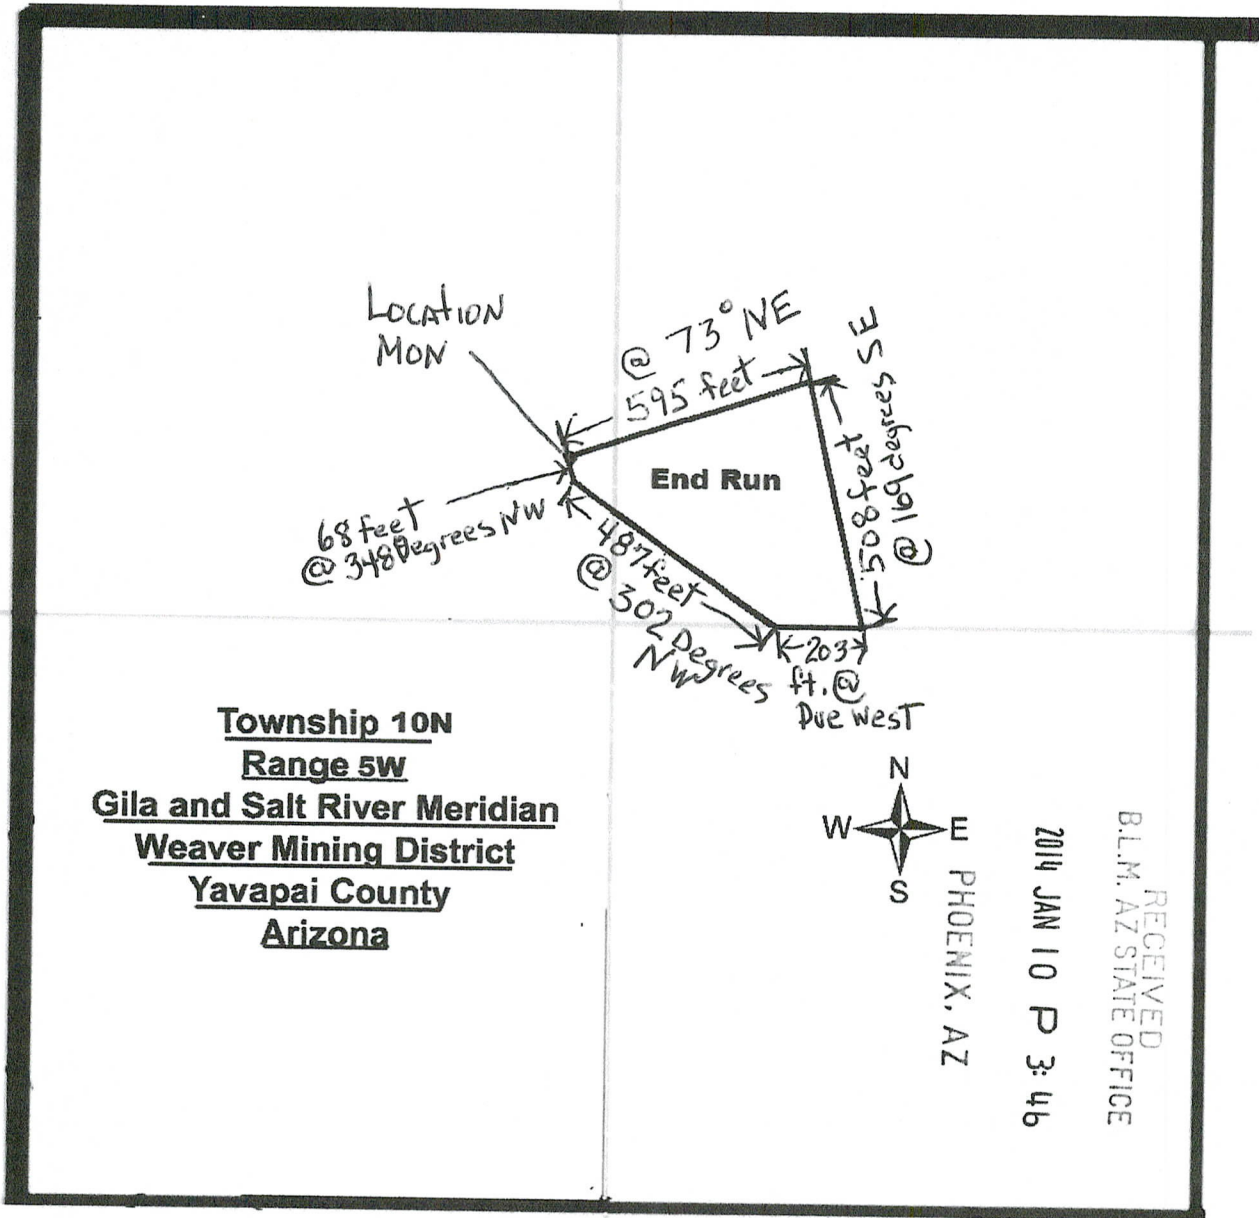 LOCATION
MON
@ 73° NE
595 feet
508 feet
@ 169 degrees SE
End Run
68 feet
@ 348 Degrees NW
487 feet
@ 302 Degrees
NW
203
ft. @
Due West
Township 10N
Range 5W
Gila and Salt River Meridian
Weaver Mining District
Yavapai County
Arizona
N
W
E
S
RECEIVED
B.L.M. AZ STATE OFFICE
2014 JAN 10 P 3:46
PHOENIX, AZ